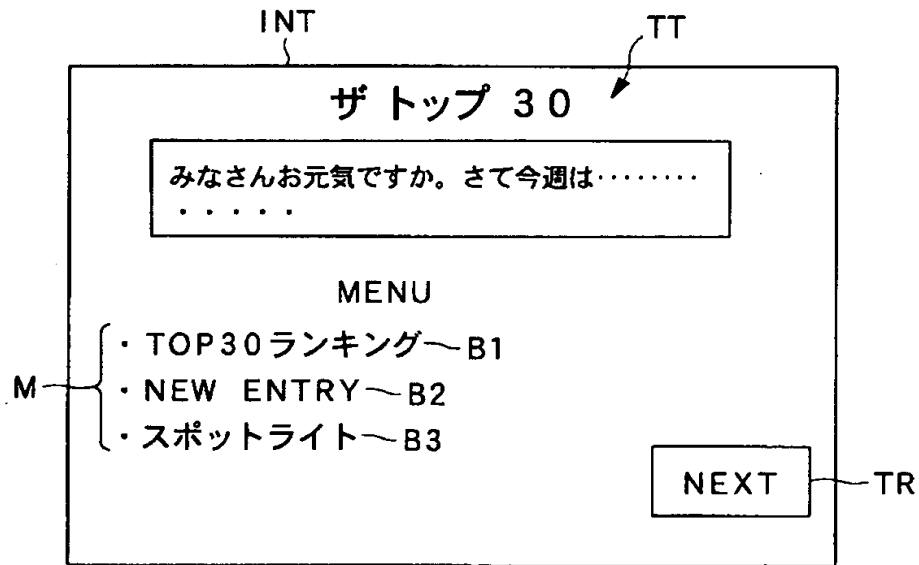 INT
TT
ザ トップ 30
みなさんお元気ですか。さて今週は････････
・・・・・
MENU
M
・TOP30ランキング B1
・NEW ENTRY B2
・スポットライト B3
NEXT TR